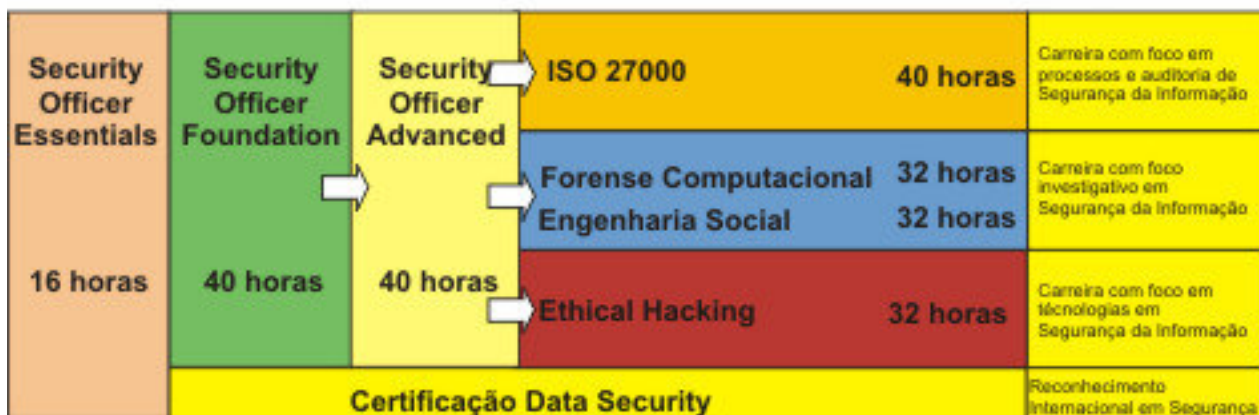 Security
Officer
Essentials
16 horas
Security
Officer
Foundation
40 horas
Security
Officer
Advanced
40 horas
ISO 27000 40 horas
Carreira com foco em
processos e auditoria de
Segurança da Informação
Forense Computacional 32 horas
Engenharia Social 32 horas
Carreira com foco
investigativo em
Segurança da Informação
Ethical Hacking 32 horas
Carreira com foco em
técnologias em
Segurança da Informação
Certificação Data Security
Reconhecimento
Internacional em Segurança